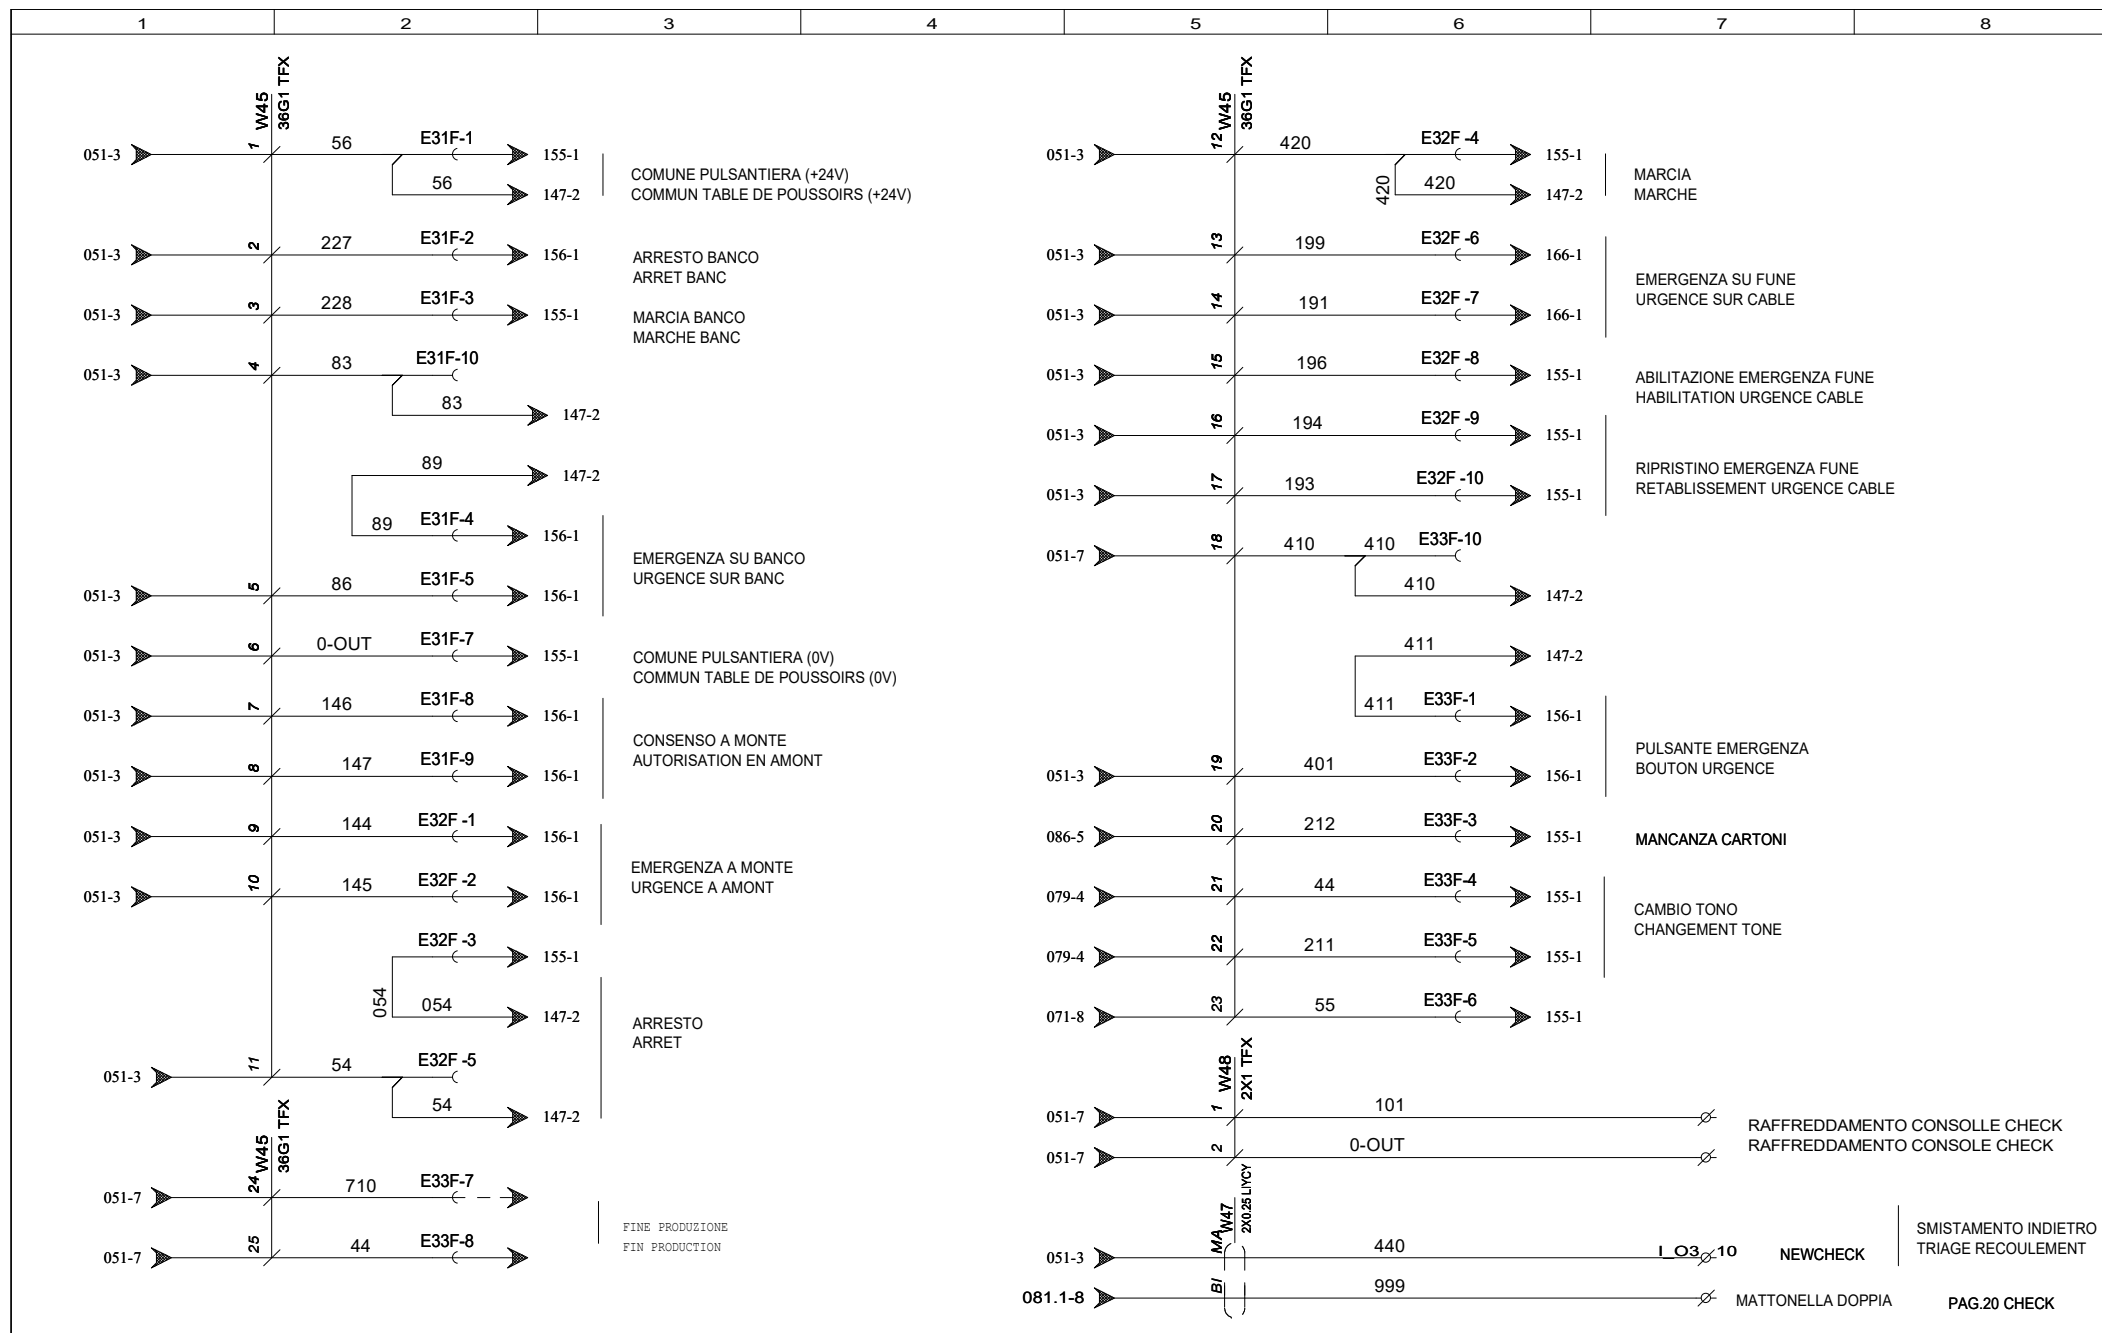 1 2 3 4 5 6 7 8
W45
36G1 TFX
051-3 1 56 E31F-1 155-1
56 147-2
COMUNE PULSANTIERA (+24V)
COMMUN TABLE DE POUSSOIRS (+24V)
051-3 2 227 E31F-2 156-1
ARRESTO BANCO
ARRET BANC
051-3 3 228 E31F-3 155-1
MARCIA BANCO
MARCHE BANC
051-3 4 83 E31F-10
83 147-2
89 147-2
89 E31F-4 156-1
EMERGENZA SU BANCO
URGENCE SUR BANC
051-3 5 86 E31F-5 156-1
051-3 6 0-OUT E31F-7 155-1
COMUNE PULSANTIERA (0V)
COMMUN TABLE DE POUSSOIRS (0V)
051-3 7 146 E31F-8 156-1
CONSENSO A MONTE
AUTORISATION EN AMONT
051-3 8 147 E31F-9 156-1
051-3 9 144 E32F -1 156-1
EMERGENZA A MONTE
URGENCE A AMONT
051-3 10 145 E32F -2 156-1
E32F -3 155-1
054
054 147-2
ARRESTO
ARRET
051-3 11 54 E32F -5
54 147-2
W45
36G1 TFX
051-7 24 710 E33F-7
FINE PRODUZIONE
FIN PRODUCTION
051-7 25 44 E33F-8
W45
36G1 TFX
051-3 12 420 E32F -4 155-1
420
420 147-2
MARCIA
MARCHE
051-3 13 199 E32F -6 166-1
EMERGENZA SU FUNE
URGENCE SUR CABLE
051-3 14 191 E32F -7 166-1
051-3 15 196 E32F -8 155-1
ABILITAZIONE EMERGENZA FUNE
HABILITATION URGENCE CABLE
051-3 16 194 E32F -9 155-1
RIPRISTINO EMERGENZA FUNE
RETABLISSEMENT URGENCE CABLE
051-3 17 193 E32F -10 155-1
051-7 18 410 410 E33F-10
410 147-2
411 147-2
411 E33F-1 156-1
PULSANTE EMERGENZA
BOUTON URGENCE
051-3 19 401 E33F-2 156-1
086-5 20 212 E33F-3 155-1
MANCANZA CARTONI
079-4 21 44 E33F-4 155-1
CAMBIO TONO
CHANGEMENT TONE
079-4 22 211 E33F-5 155-1
071-8 23 55 E33F-6 155-1
W48
2X1 TFX
051-7 1 101
RAFFREDDAMENTO CONSOLLE CHECK
RAFFREDDAMENTO CONSOLE CHECK
051-7 2 0-OUT
W47
2X0.25 LIYCY
051-3 MA 440 I_O3 10 NEWCHECK
SMISTAMENTO INDIETRO
TRIAGE RECOULEMENT
081.1-8 BI 999 MATTONELLA DOPPIA PAG.20 CHECK